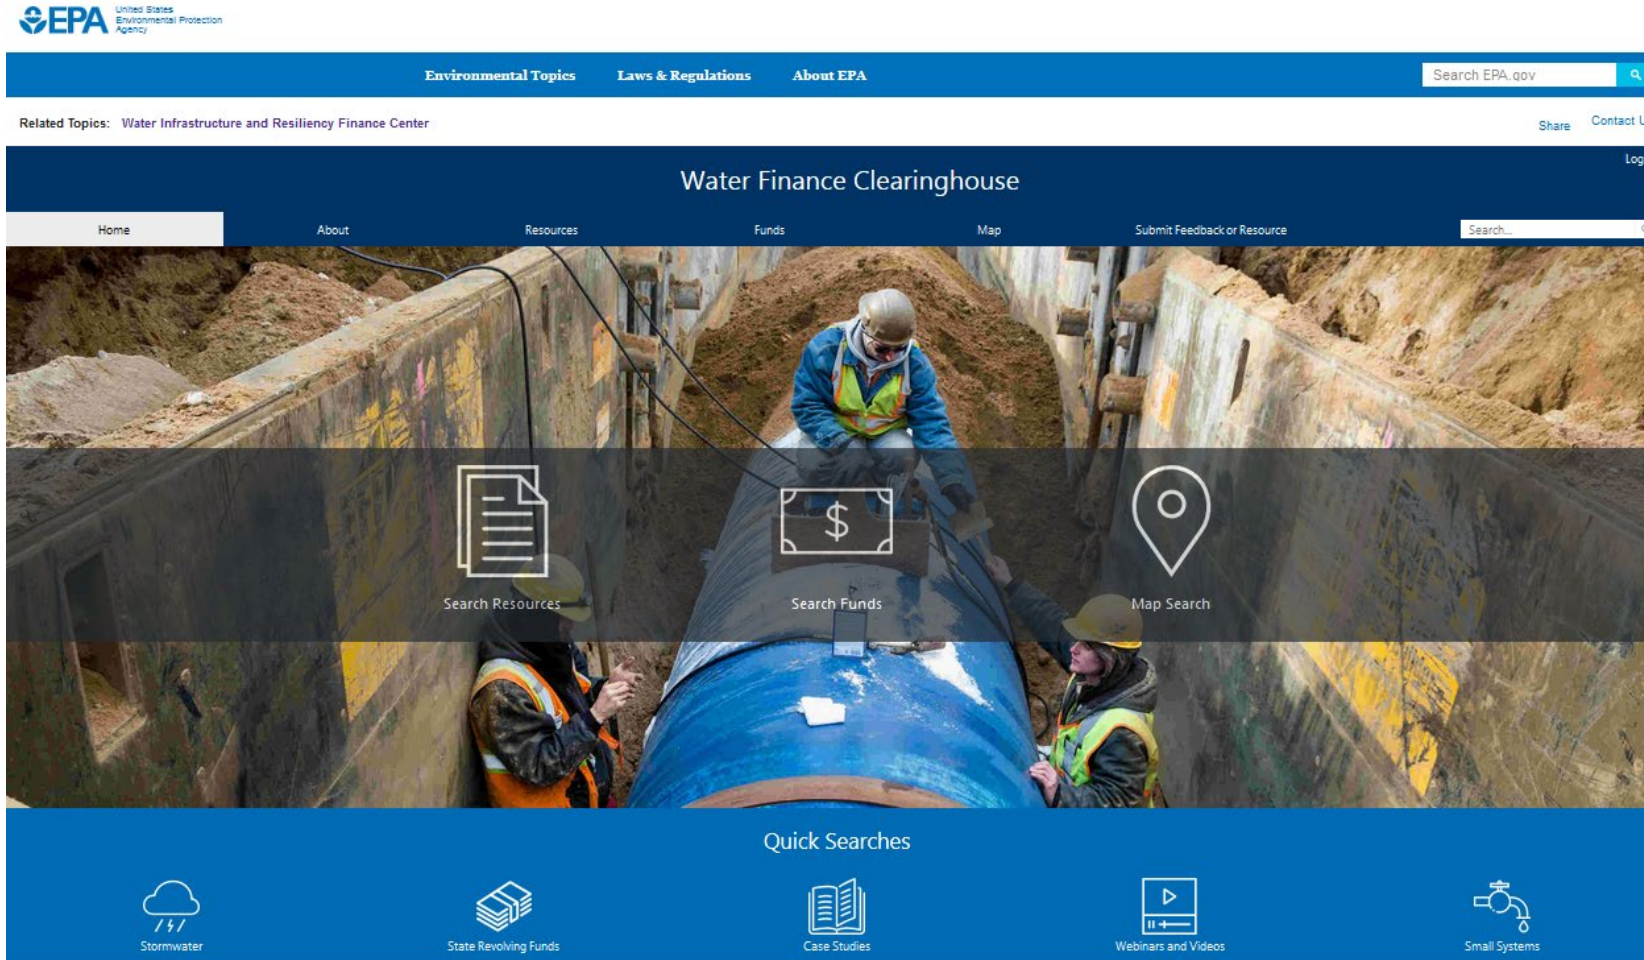 EPA
United States
Environmental Protection
Agency
Environmental Topics Laws & Regulations About EPA
Search EPA.gov
Related Topics: Water Infrastructure and Resiliency Finance Center
Share Contact U
Log
Water Finance Clearinghouse
Home About Resources Funds Map Submit Feedback or Resource Search...
$
Search Resources Search Funds Map Search
Quick Searches
Stormwater State Revolving Funds Case Studies Webinars and Videos Small Systems